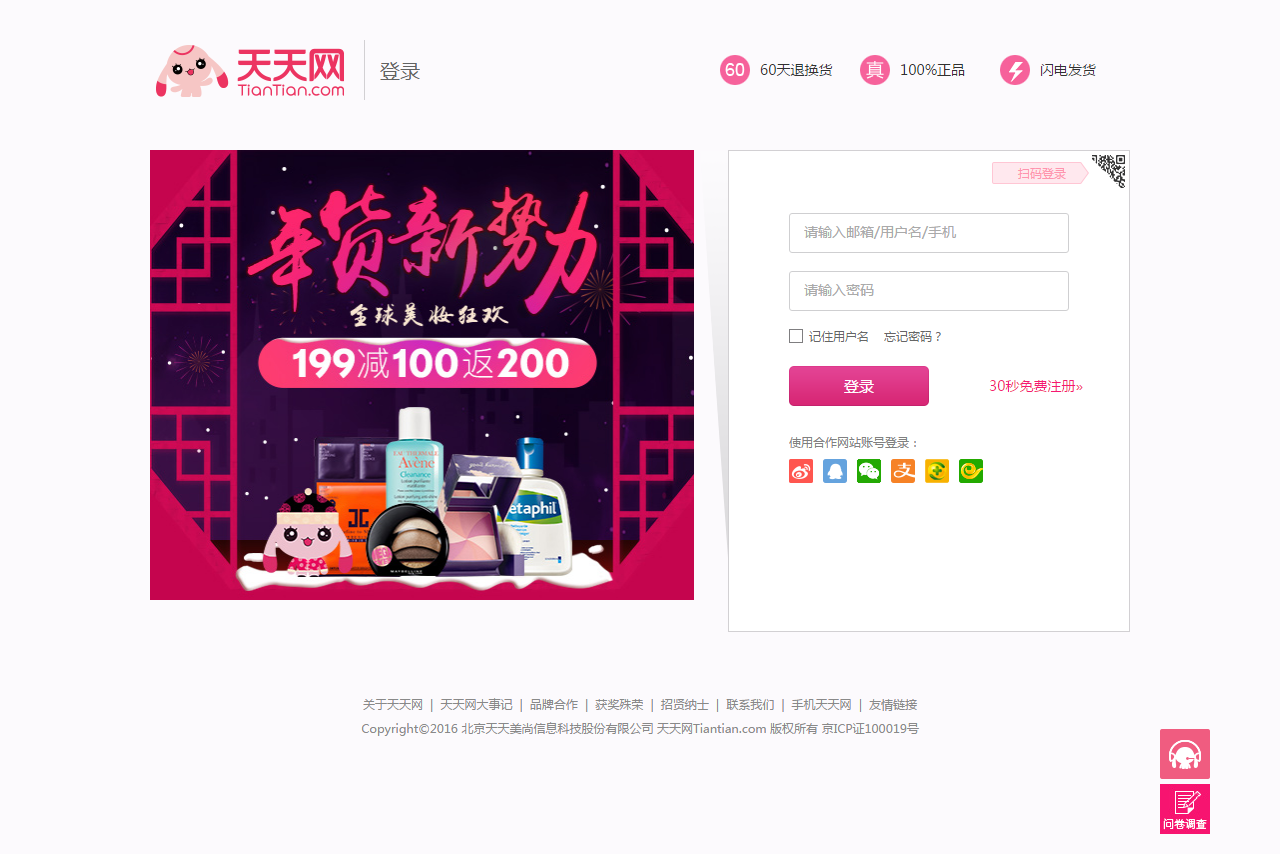 天天网
TianTian.com
登录
60 60天退换货
真 100%正品
闪电发货
年货新势力
全球美妆狂欢
199减100返200
EAU THERMALE
Avène
Cleanance
JC
etaphil
MAYBELLINE
扫码登录
请输入邮箱/用户名/手机
请输入密码
记住用户名 忘记密码？
登录
30秒免费注册»
使用合作网站账号登录：
支
关于天天网 | 天天网大事记 | 品牌合作 | 获奖殊荣 | 招贤纳士 | 联系我们 | 手机天天网 | 友情链接
Copyright©2016 北京天天美尚信息科技股份有限公司 天天网Tiantian.com 版权所有 京ICP证100019号
问卷调查